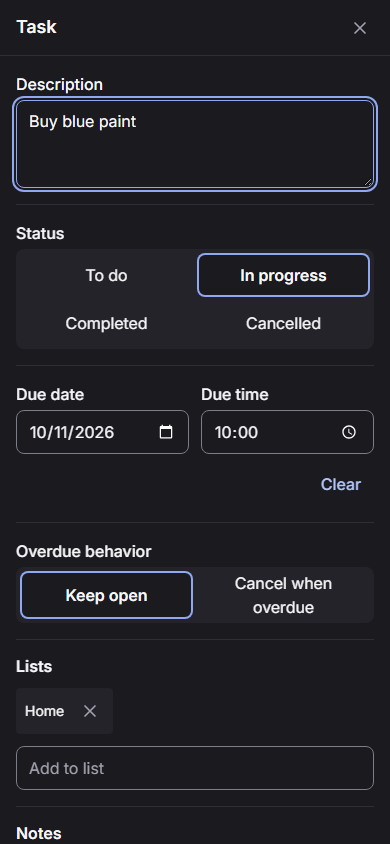 Task
Description
Buy blue paint
Status
To do
In progress
Completed
Cancelled
Due date
Due time
10/11/2026
10:00
Clear
Overdue behavior
Keep open
Cancel when
overdue
Lists
Home
Add to list
Notes